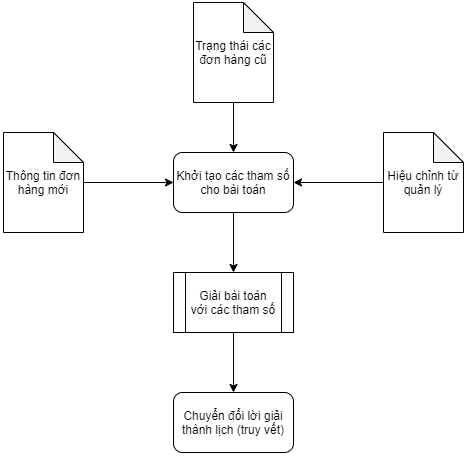 Trạng thái các
đơn hàng cũ
Thông tin đơn
hàng mới
Khởi tạo các tham số
cho bài toán
Hiệu chỉnh từ
quản lý
Giải bài toán
với các tham số
Chuyển đổi lời giải
thành lịch (truy vết)